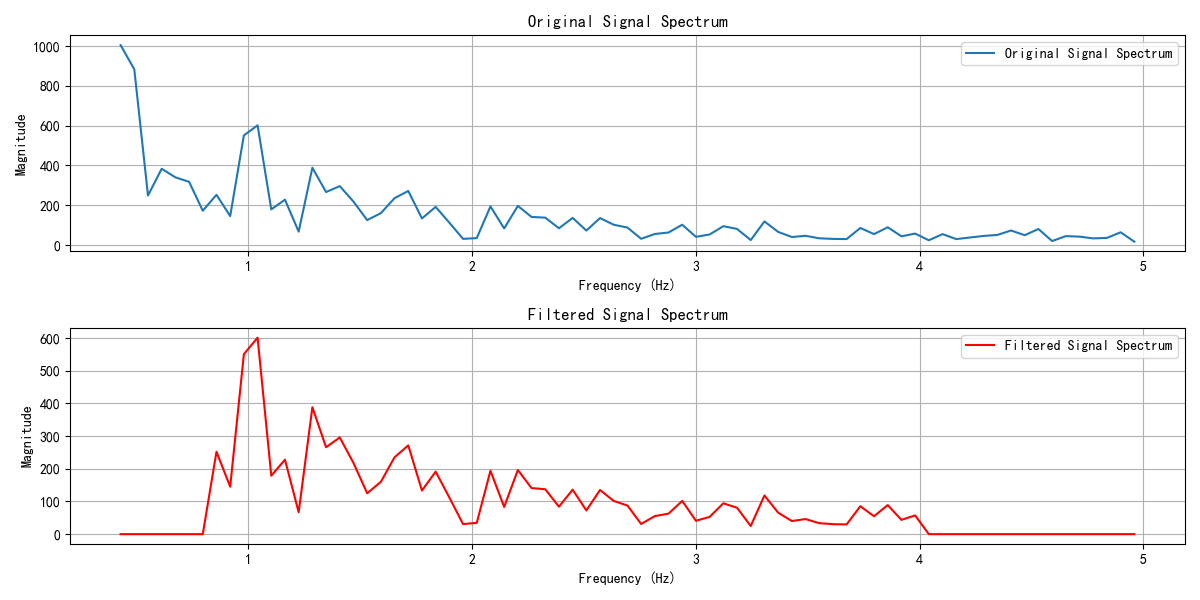 Original Signal Spectrum
Original Signal Spectrum
Magnitude
1000
800
600
400
200
0
1
2
3
4
5
Frequency (Hz)
Filtered Signal Spectrum
Filtered Signal Spectrum
Magnitude
600
500
400
300
200
100
0
1
2
3
4
5
Frequency (Hz)